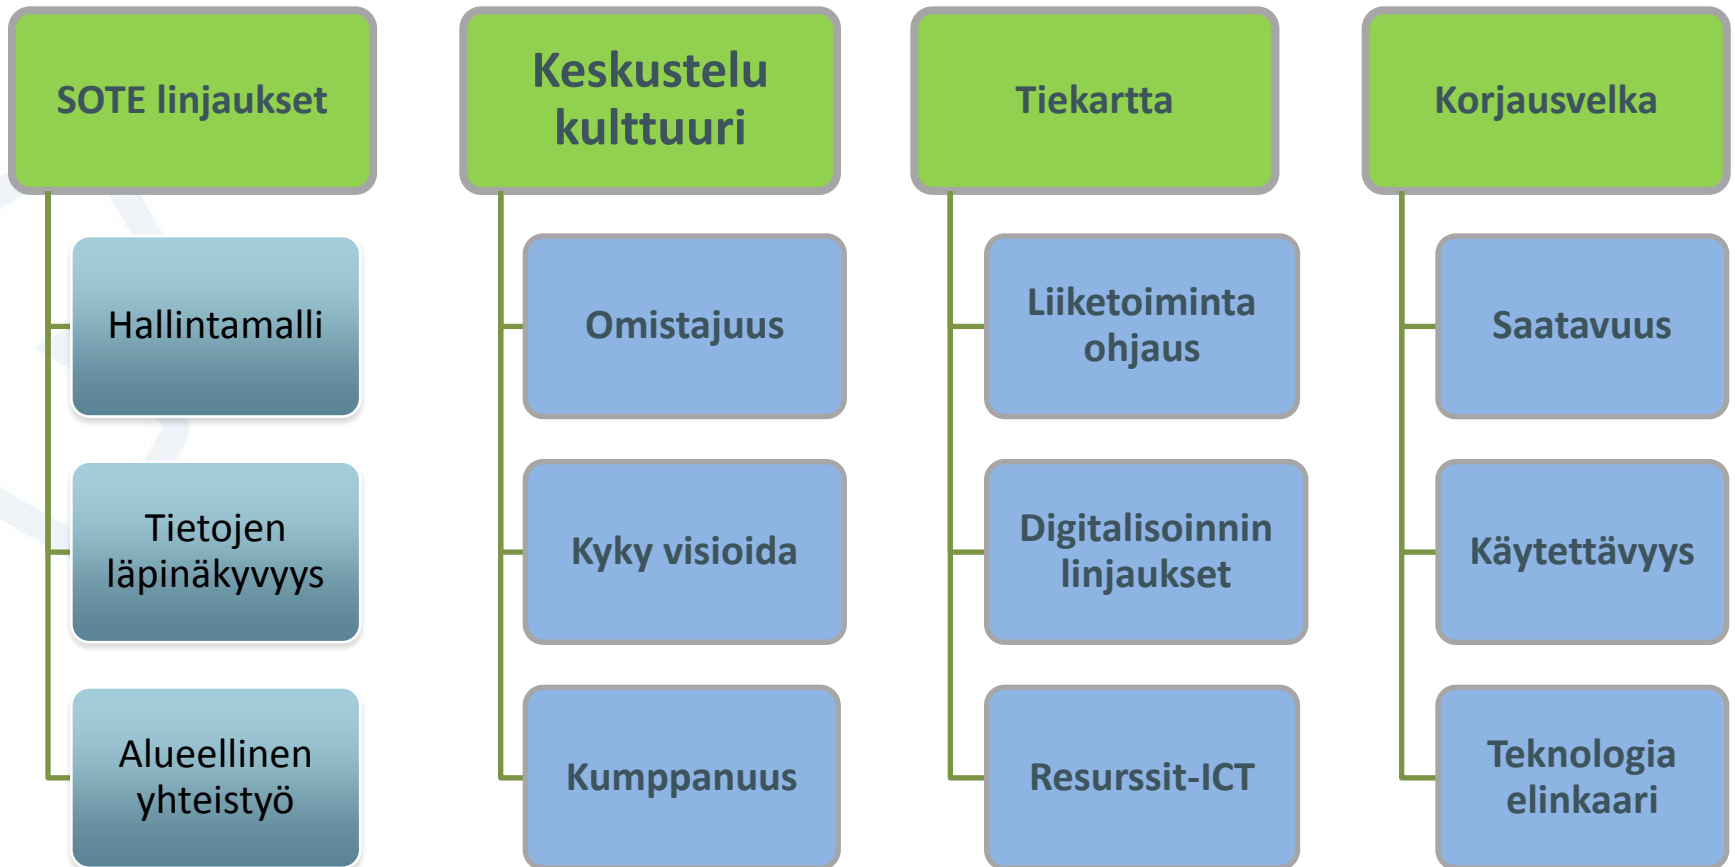 SOTE linjaukset
Hallintamalli
Tietojen
läpinäkyvyys
Alueellinen
yhteistyö
Keskustelu
kulttuuri
Omistajuus
Kyky visioida
Kumppanuus
Tiekartta
Liiketoiminta
ohjaus
Digitalisoinnin
linjaukset
Resurssit-ICT
Korjausvelka
Saatavuus
Käytettävyys
Teknologia
elinkaari